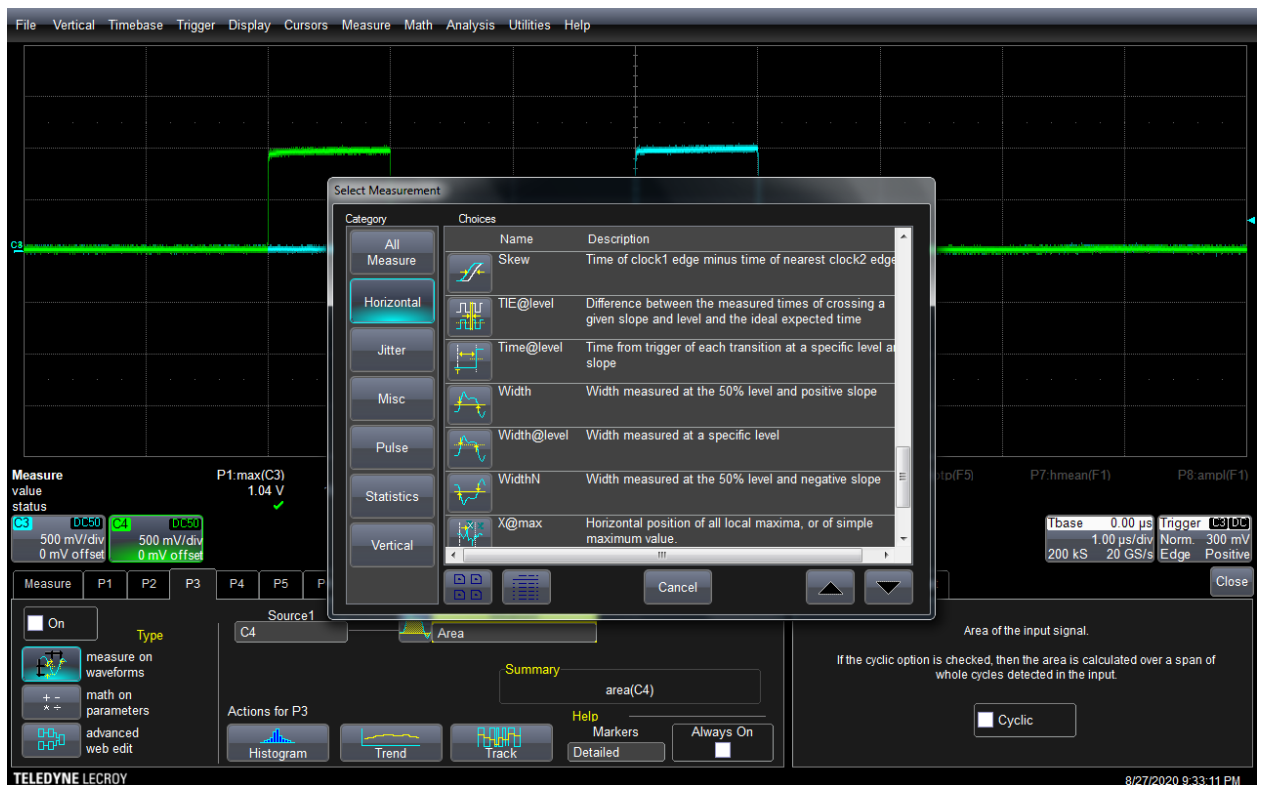 File Vertical Timebase Trigger Display Cursors Measure Math Analysis Utilities Help
Select Measurement
Category
Choices
All
Measure
Horizontal
Jitter
Misc
Pulse
Statistics
Vertical
Name Description
Skew Time of clock1 edge minus time of nearest clock2 edge
TIE@level Difference between the measured times of crossing a
given slope and level and the ideal expected time
Time@level Time from trigger of each transition at a specific level
slope
Width Width measured at the 50% level and positive slope
Width@level Width measured at a specific level
WidthN Width measured at the 50% level and negative slope
X@max Horizontal position of all local maxima, or of simple
maximum value.
Cancel
C3
Measure P1:max(C3) P7:hmean(F1) P8:ampl(F1)
value 1.04 V
status
C3 DC50
500 mV/div
0 mV offset
C4 DC50
500 mV/div
0 mV offset
Tbase 0.00 µs
1.00 µs/div
200 kS 20 GS/s
Trigger C3 DC
Norm. 300 mV
Edge Positive
Measure P1 P2 P3 P4 P5 Close
On
Type
measure on
waveforms
math on
parameters
advanced
web edit
Source1
C4
Area
Summary
area(C4)
Actions for P3
Histogram
Trend
Track
Help
Markers
Detailed
Always On
Area of the input signal.
If the cyclic option is checked, then the area is calculated over a span of
whole cycles detected in the input.
Cyclic
TELEDYNE LECROY 8/27/2020 9:33:11 PM